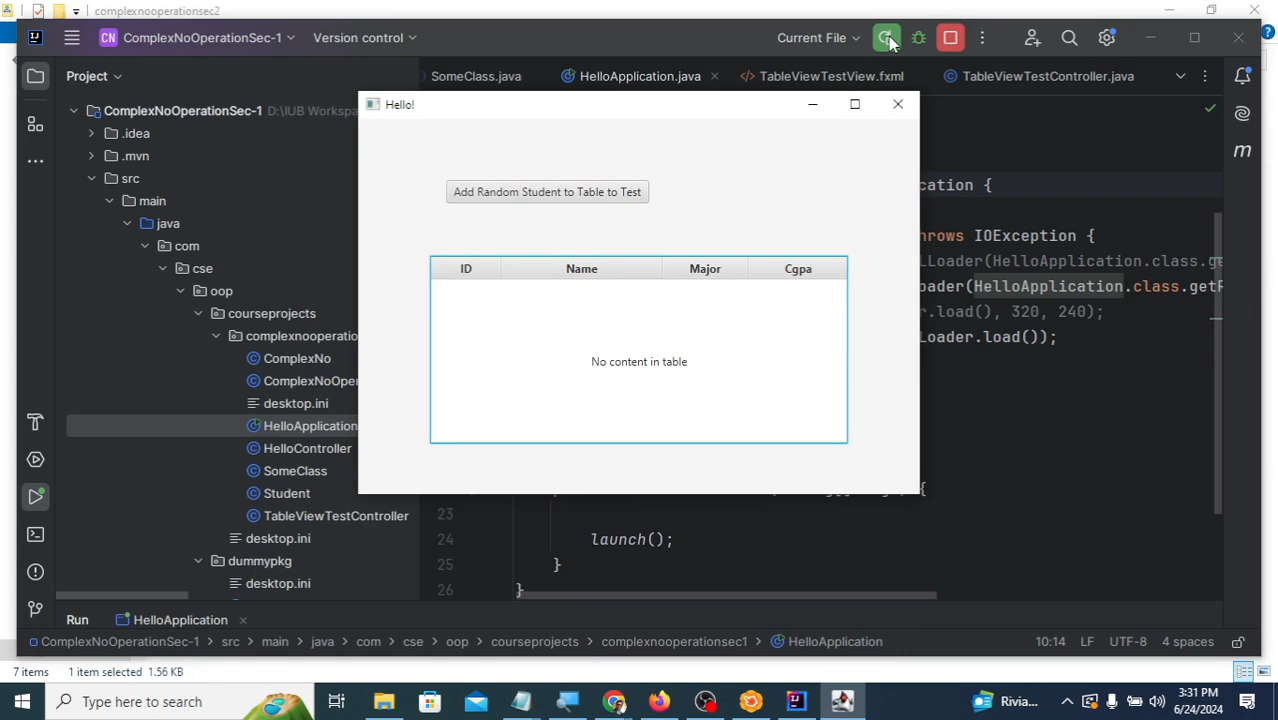 complexnooperationsec2
CN ComplexNoOperationSec-1 Version control Current File
Project
SomeClass.java HelloApplication.java TableViewTestView.fxml TableViewTestController.java
ComplexNoOperationSec-1 D:\IUB Workspa
.idea
.mvn
src
main
java
com
cse
oop
courseprojects
complexnooperatio
ComplexNo
ComplexNoOper
desktop.ini
HelloApplication
HelloController
SomeClass
Student
TableViewTestController
desktop.ini
dummypkg
desktop.ini
Hello!
Add Random Student to Table to Test
ID Name Major Cgpa
No content in table
cation {
hrows IOException {
LLoader(HelloApplication.class.ge
oader(HelloApplication.class.getR
r.load(), 320, 240);
Loader.load());
{
23
24 launch();
25 }
26 }
Run HelloApplication
ComplexNoOperationSec-1 > src > main > java > com > cse > oop > courseprojects > complexnooperationsec1 > HelloApplication 10:14 LF UTF-8 4 spaces
7 items 1 item selected 1.56 KB
Type here to search
Rivia...
3:31 PM
6/24/2024